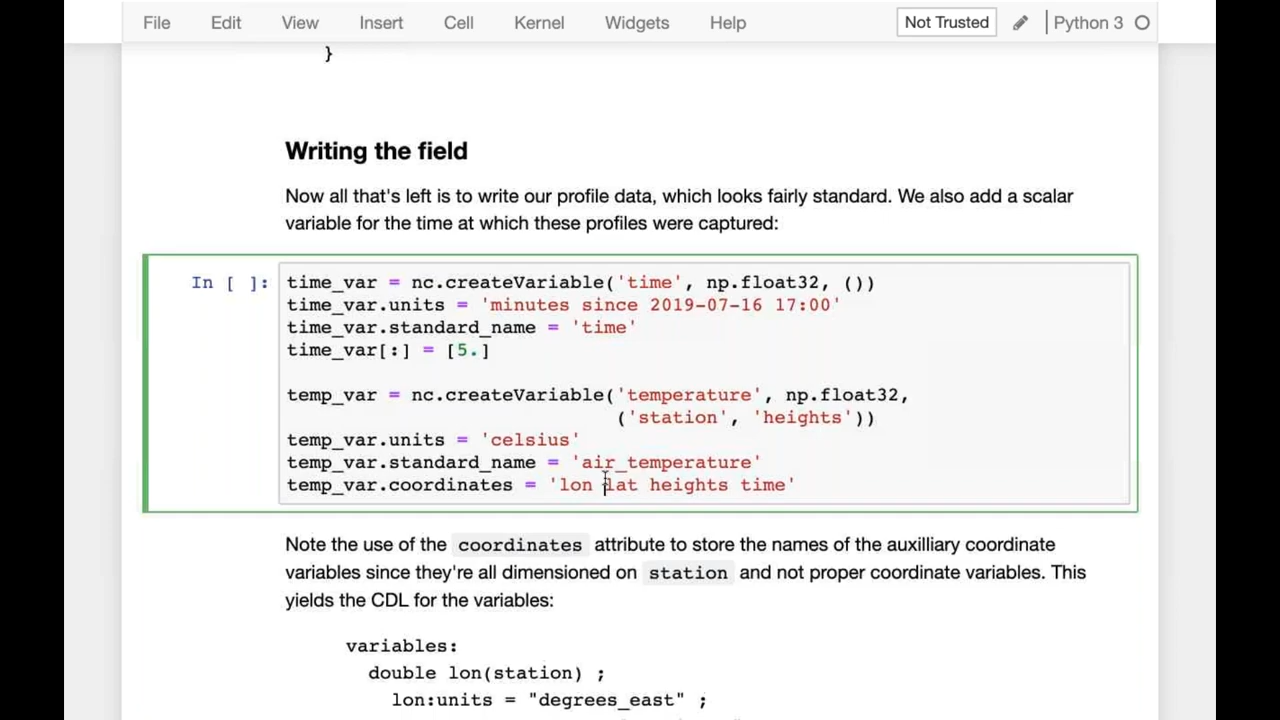 File Edit View Insert Cell Kernel Widgets Help Not Trusted Python 3
}
Writing the field
Now all that's left is to write our profile data, which looks fairly standard. We also add a scalar
variable for the time at which these profiles were captured:
In [ ]: time_var = nc.createVariable('time', np.float32, ())
time_var.units = 'minutes since 2019-07-16 17:00'
time_var.standard_name = 'time'
time_var[:] = [5.]
temp_var = nc.createVariable('temperature', np.float32,
('station', 'heights'))
temp_var.units = 'celsius'
temp_var.standard_name = 'air_temperature'
temp_var.coordinates = 'lon lat heights time'
Note the use of the coordinates attribute to store the names of the auxilliary coordinate
variables since they're all dimensioned on station and not proper coordinate variables. This
yields the CDL for the variables:
variables:
double lon(station) ;
lon:units = "degrees_east" ;